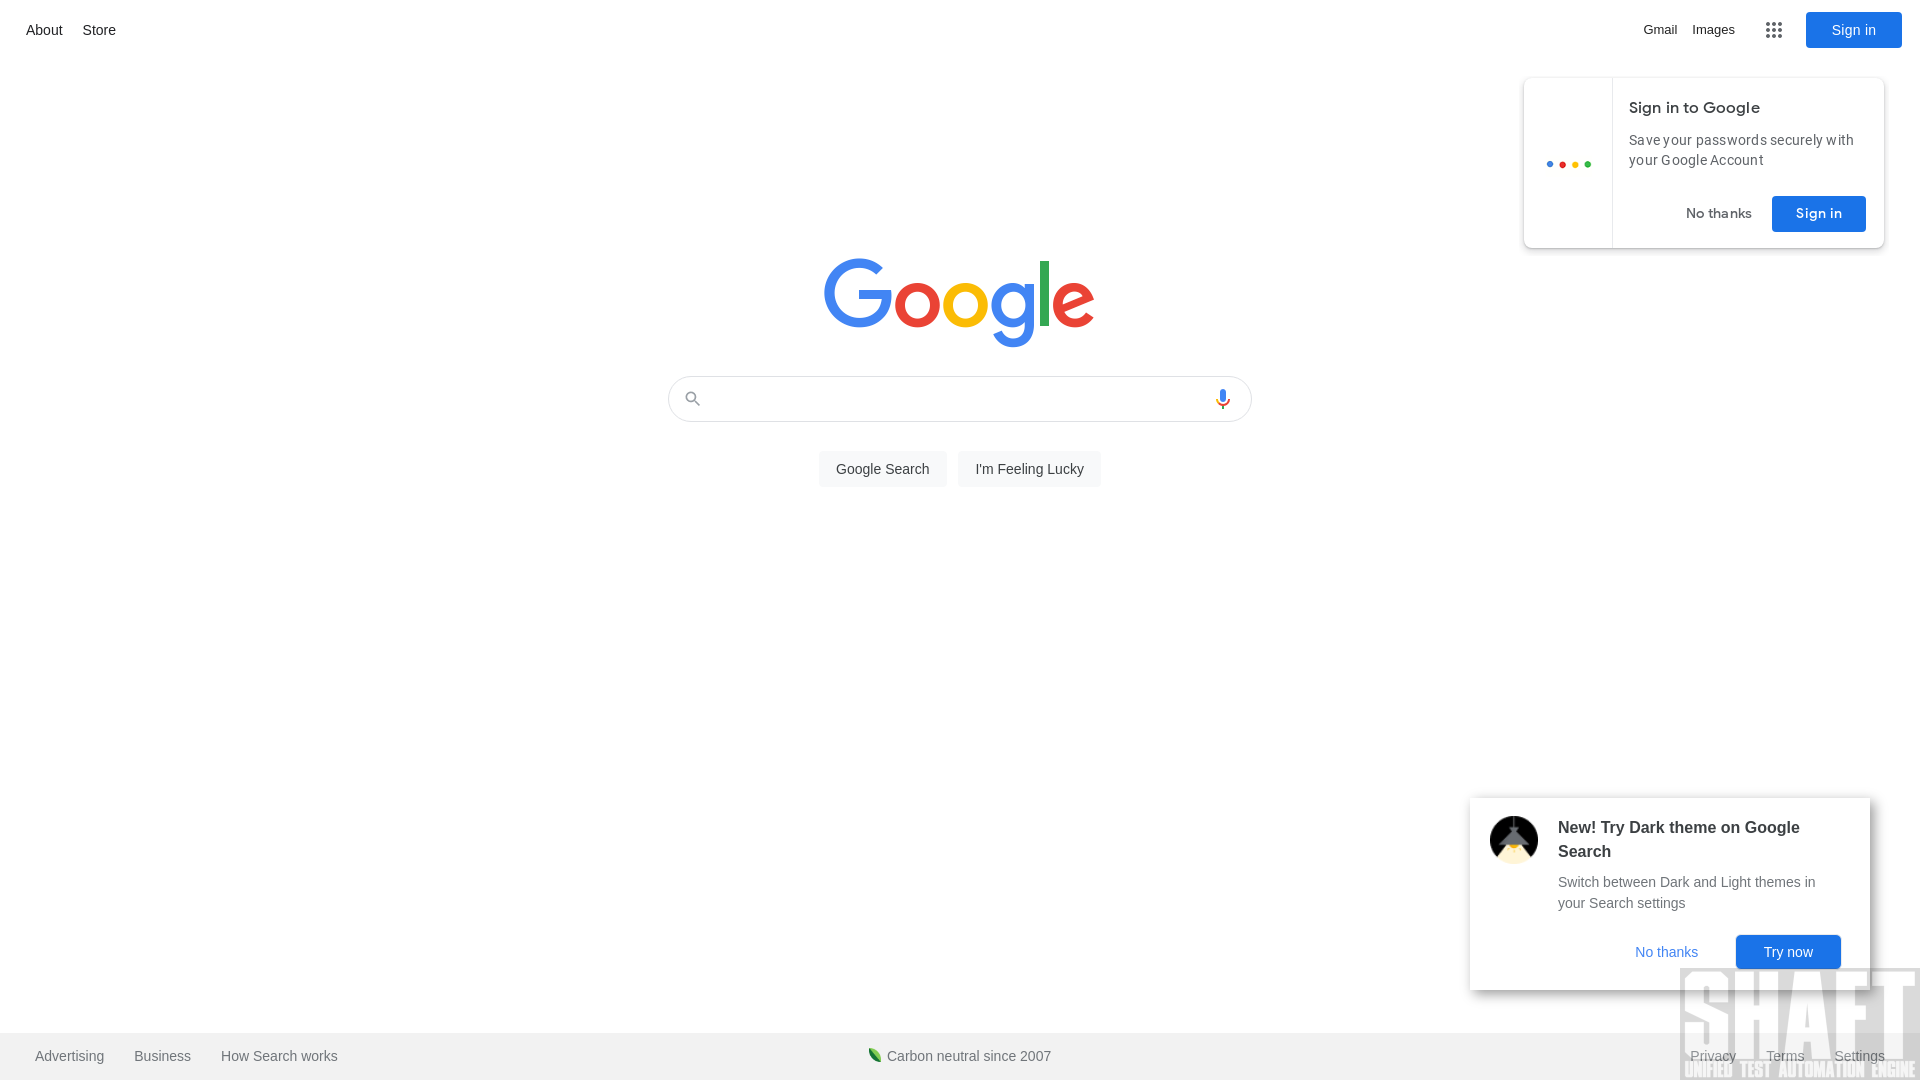 About Store
Gmail Images Sign in
Sign in to Google
Save your passwords securely with
your Google Account
No thanks Sign in
Google
Google Search I'm Feeling Lucky
New! Try Dark theme on Google
Search
Switch between Dark and Light themes in
your Search settings
No thanks Try now
SHAFT
Advertising Business How Search works
Carbon neutral since 2007
Privacy Terms Settings
UNIFIED TEST AUTOMATION ENGINE